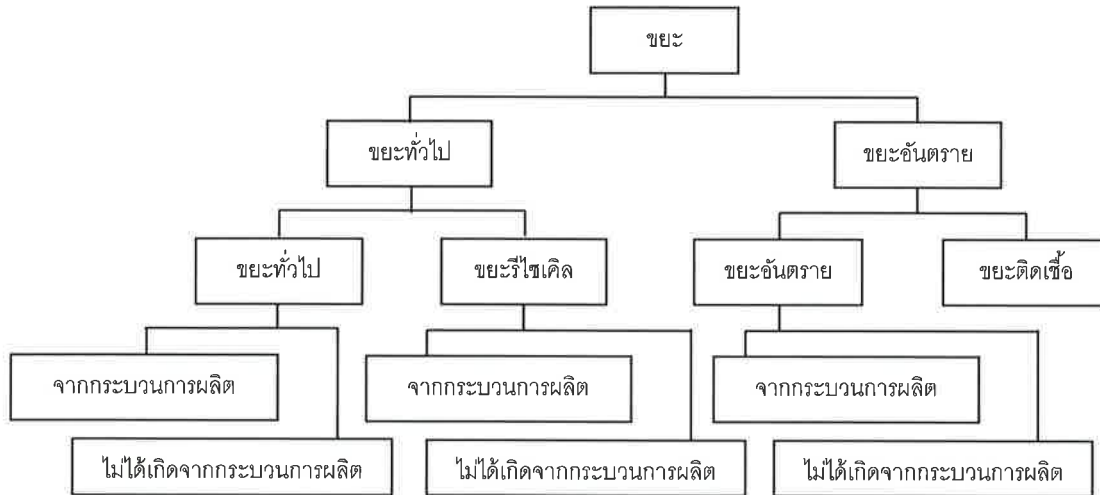 ขยะ
ขยะทั่วไป
ขยะอันตราย
ขยะทั่วไป
ขยะรีไซเคิล
ขยะอันตราย
ขยะติดเชื้อ
จากกระบวนการผลิต
จากกระบวนการผลิต
จากกระบวนการผลิต
ไม่ได้เกิดจากกระบวนการผลิต
ไม่ได้เกิดจากกระบวนการผลิต
ไม่ได้เกิดจากกระบวนการผลิต